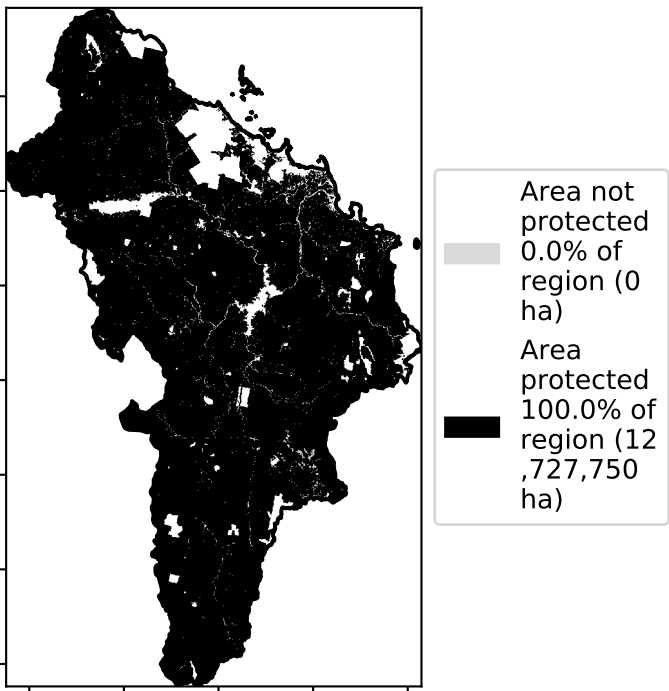 Area not
protected
0.0% of
region (0
ha)
Area
protected
100.0% of
region (12
,727,750
ha)